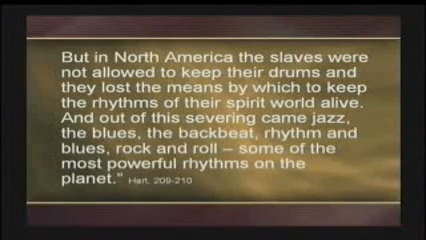 But in North America the slaves were
not allowed to keep their drums and
they lost the means by which to keep
the rhythms of their spirit world alive.
And out of this severing came jazz,
the blues, the backbeat, rhythm and
blues, rock and roll – some of the
most powerful rhythms on the
planet." Hart. 209-210